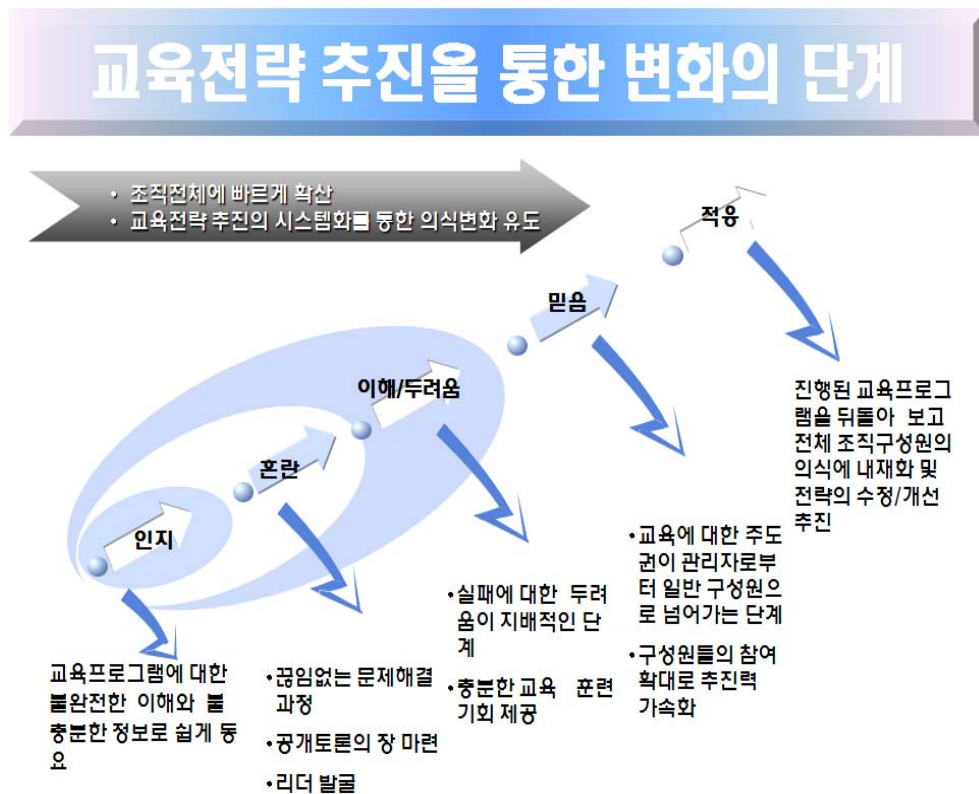 교육전략 추진을 통한 변화의 단계
• 조직전체에 빠르게 확산
• 교육전략 추진의 시스템화를 통한 의식변화 유도
적용
믿음
이해/두려움
혼란
인지
교육프로그램에 대한
불완전한 이해와 불
충분한 정보로 쉽게 동
요
•끊임없는 문제해결
과정
•공개토론의 장 마련
•리더 발굴
•실패에 대한 두려
움이 지배적인 단
계
•충분한 교육 훈련
기회 제공
•교육에 대한 주도
권이 관리자로부
터 일반 구성원으
로 넘어가는 단계
•구성원들의 참여
확대로 추진력
가속화
진행된 교육프로그
램을 뒤돌아 보고
전체 조직구성원의
의식에 내재화 및
전략의 수정/개선
추진